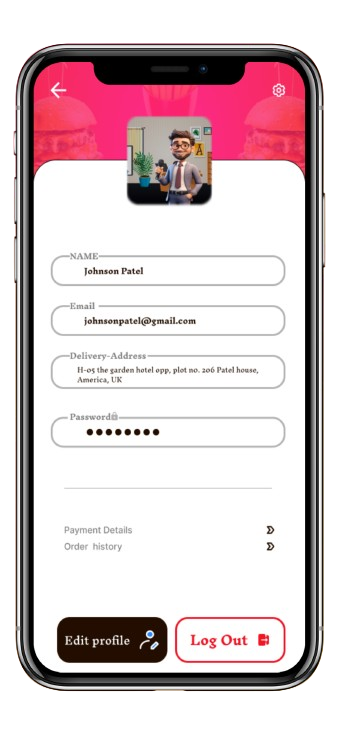 NAME
Johnson Patel
Email
johnsonpatel@gmail.com
Delivery-Address
H-05 the garden hotel opp, plot no. 206 Patel house,
America, UK
Password
Payment Details
Order history
Edit profile
Log Out